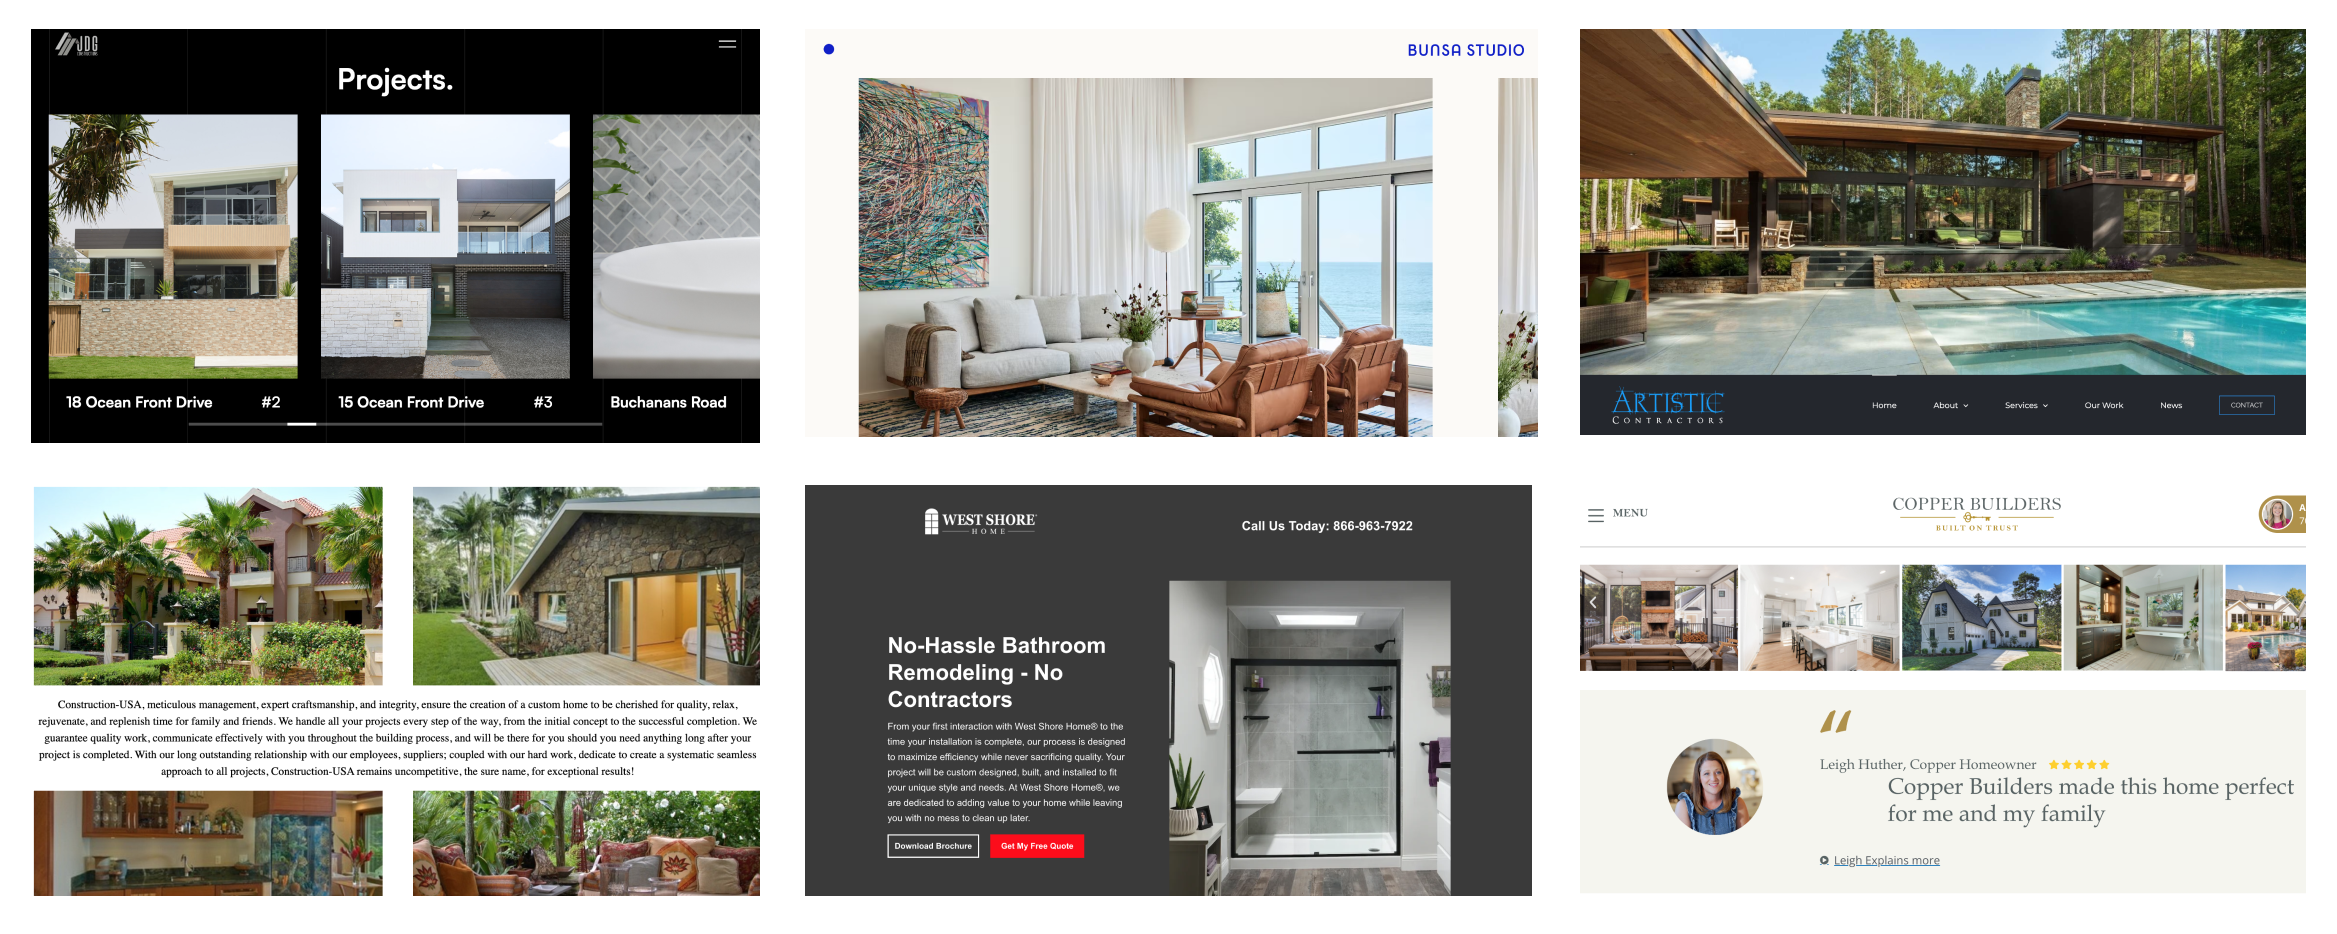 JDG
Projects.
18 Ocean Front Drive #2 15 Ocean Front Drive #3 Buchanans Road
BUNSA STUDIO
ARTISTIC
CONTRACTORS
Home About Services Our Work News CONTACT
Construction-USA, meticulous management, expert craftsmanship, and integrity, ensure the creation of a custom home to be cherished for quality, relax,
rejuvenate, and replenish time for family and friends. We handle all your projects every step of the way, from the initial concept to the successful completion. We
guarantee quality work, communicate effectively with you throughout the building process, and will be there for you should you need anything long after your
project is completed. With our long outstanding relationship with our employees, suppliers; coupled with our hard work, dedicate to create a systematic seamless
approach to all projects, Construction-USA remains uncompetitive, the sure name, for exceptional results!
WEST SHORE
HOME
Call Us Today: 866-963-7922
No-Hassle Bathroom
Remodeling - No
Contractors
From your first interaction with West Shore Home® to the
time your installation is complete, our process is designed
to maximize efficiency while never sacrificing quality. Your
project will be custom designed, built, and installed to fit
your unique style and needs. At West Shore Home®, we
are dedicated to adding value to your home while leaving
you with no mess to clean up later.
Download Brochure Get My Free Quote
MENU
COPPER BUILDERS
BUILT ON TRUST
Leigh Huther, Copper Homeowner
Copper Builders made this home perfect
for me and my family
Leigh Explains more